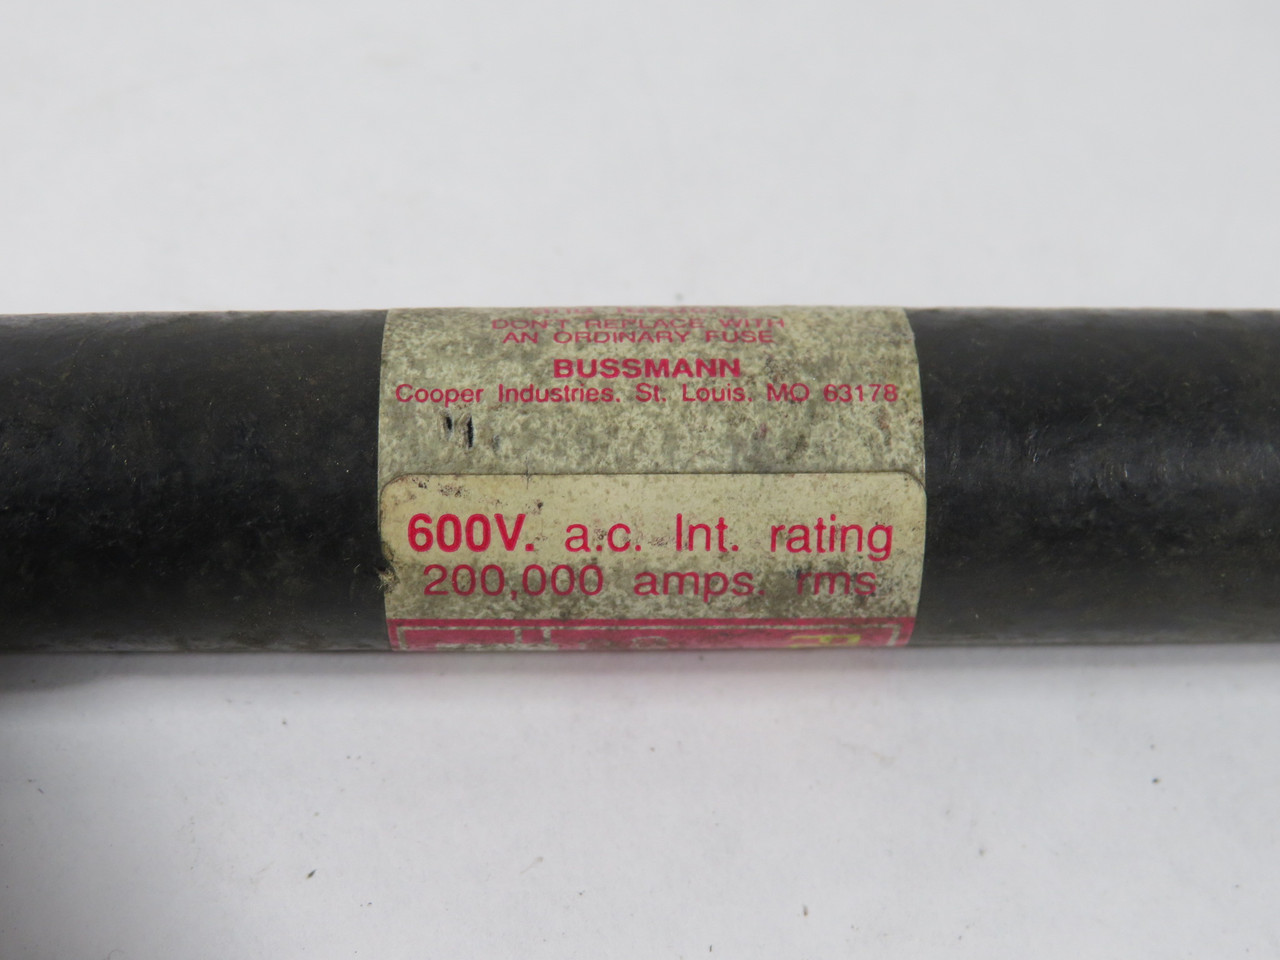 DON'T REPLACE WITH
AN ORDINARY FUSE
BUSSMANN
Cooper Industries, St. Louis, MO 63178
600V. a.c. Int. rating
200,000 amps. rms